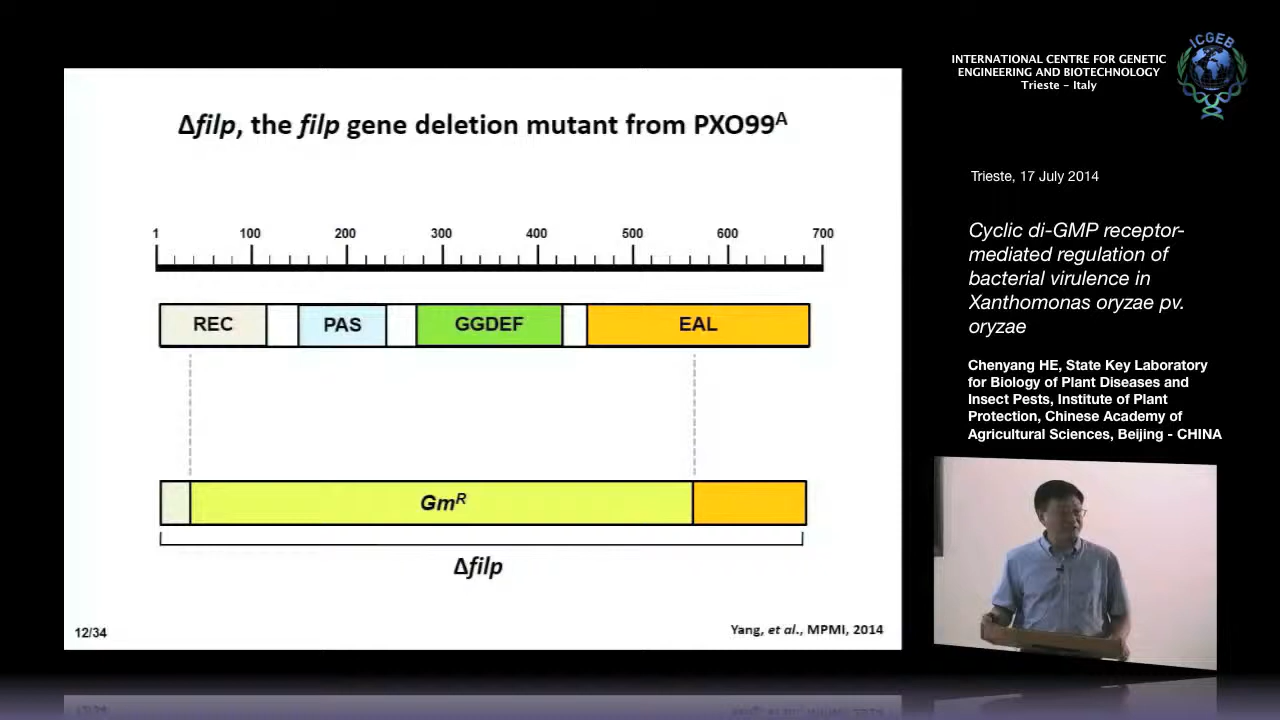 Δfilp, the filp gene deletion mutant from PXO99A
1 100 200 300 400 500 600 700
REC PAS GGDEF EAL
GmR
Δfilp
12/34
Yang, et al., MPMI, 2014
ICGEB
INTERNATIONAL CENTRE FOR GENETIC
ENGINEERING AND BIOTECHNOLOGY
Trieste - Italy
Trieste, 17 July 2014
Cyclic di-GMP receptor-
mediated regulation of
bacterial virulence in
Xanthomonas oryzae pv.
oryzae
Chenyang HE, State Key Laboratory
for Biology of Plant Diseases and
Insect Pests, Institute of Plant
Protection, Chinese Academy of
Agricultural Sciences, Beijing - CHINA